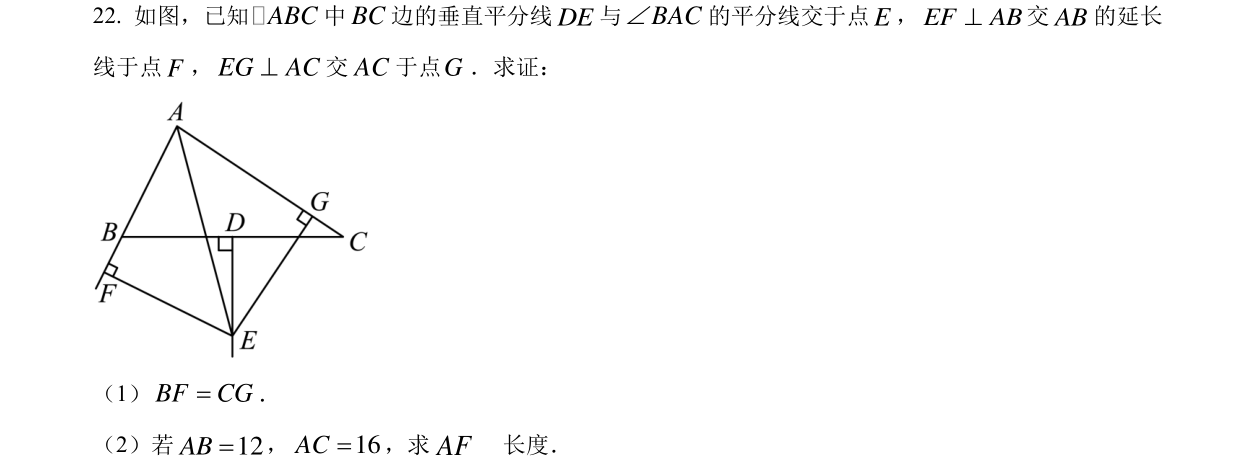 22. 如图，已知▯ABC 中 BC 边的垂直平分线 DE 与∠BAC 的平分线交于点 E， EF ⊥ AB 交 AB 的延长
线于点 F， EG ⊥ AC 交 AC 于点 G．求证：
A
G
B
D
C
F
E
（1） BF = CG．
（2）若 AB =12， AC =16，求 AF 长度．